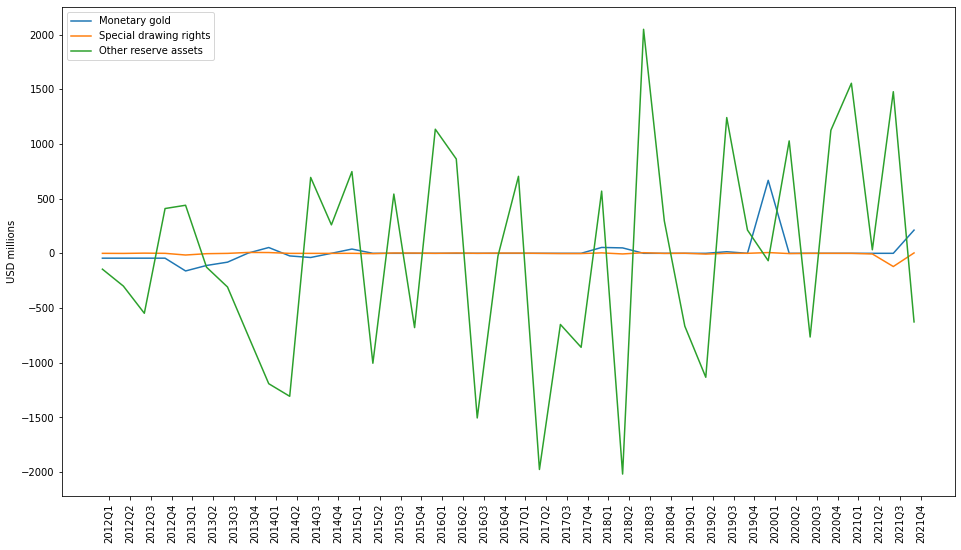 Monetary gold
Special drawing rights
Other reserve assets
USD millions
2000
1500
1000
500
0
−500
−1000
−1500
−2000
2012Q1
2012Q2
2012Q3
2012Q4
2013Q1
2013Q2
2013Q3
2013Q4
2014Q1
2014Q2
2014Q3
2014Q4
2015Q1
2015Q2
2015Q3
2015Q4
2016Q1
2016Q2
2016Q3
2016Q4
2017Q1
2017Q2
2017Q3
2017Q4
2018Q1
2018Q2
2018Q3
2018Q4
2019Q1
2019Q2
2019Q3
2019Q4
2020Q1
2020Q2
2020Q3
2020Q4
2021Q1
2021Q2
2021Q3
2021Q4